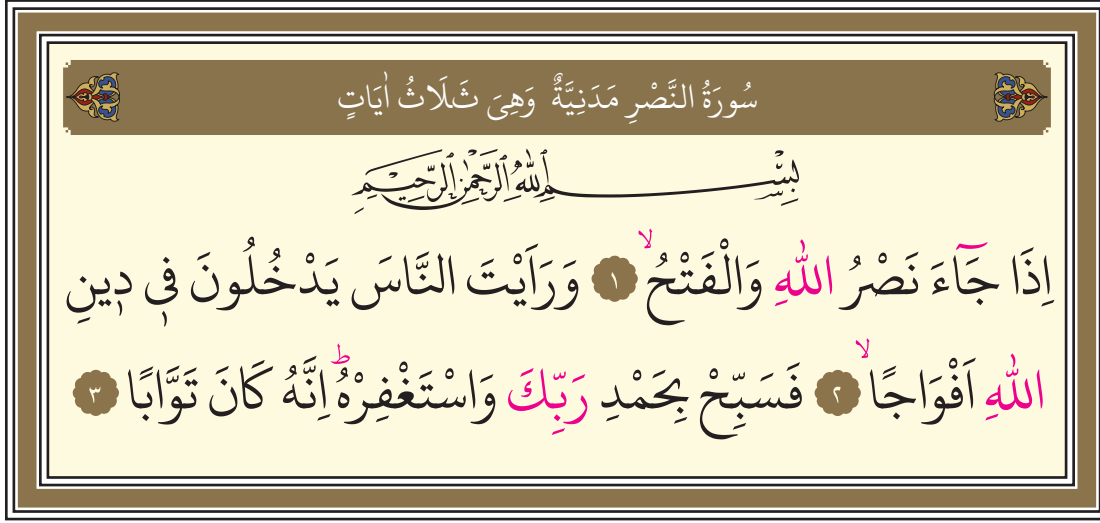 سُورَةُ النَّصْرِ مَدَنِيَّةٌ وَهِىَ ثَلَاثُ اٰيَاتٍ
بِسْمِ اللّٰهِ الرَّحْمٰنِ الرَّحِيمِ
اِذَا جَٓاءَ نَصْرُ اللّٰهِ وَالْفَتْحُۙ ١ وَرَاَيْتَ النَّاسَ يَدْخُلُونَ ف۪ى د۪ينِ
اللّٰهِ اَفْوَاجًاۙ ٢ فَسَبِّحْ بِحَمْدِ رَبِّكَ وَاسْتَغْفِرْهُۜ اِنَّهُ كَانَ تَوَّابًا ٣